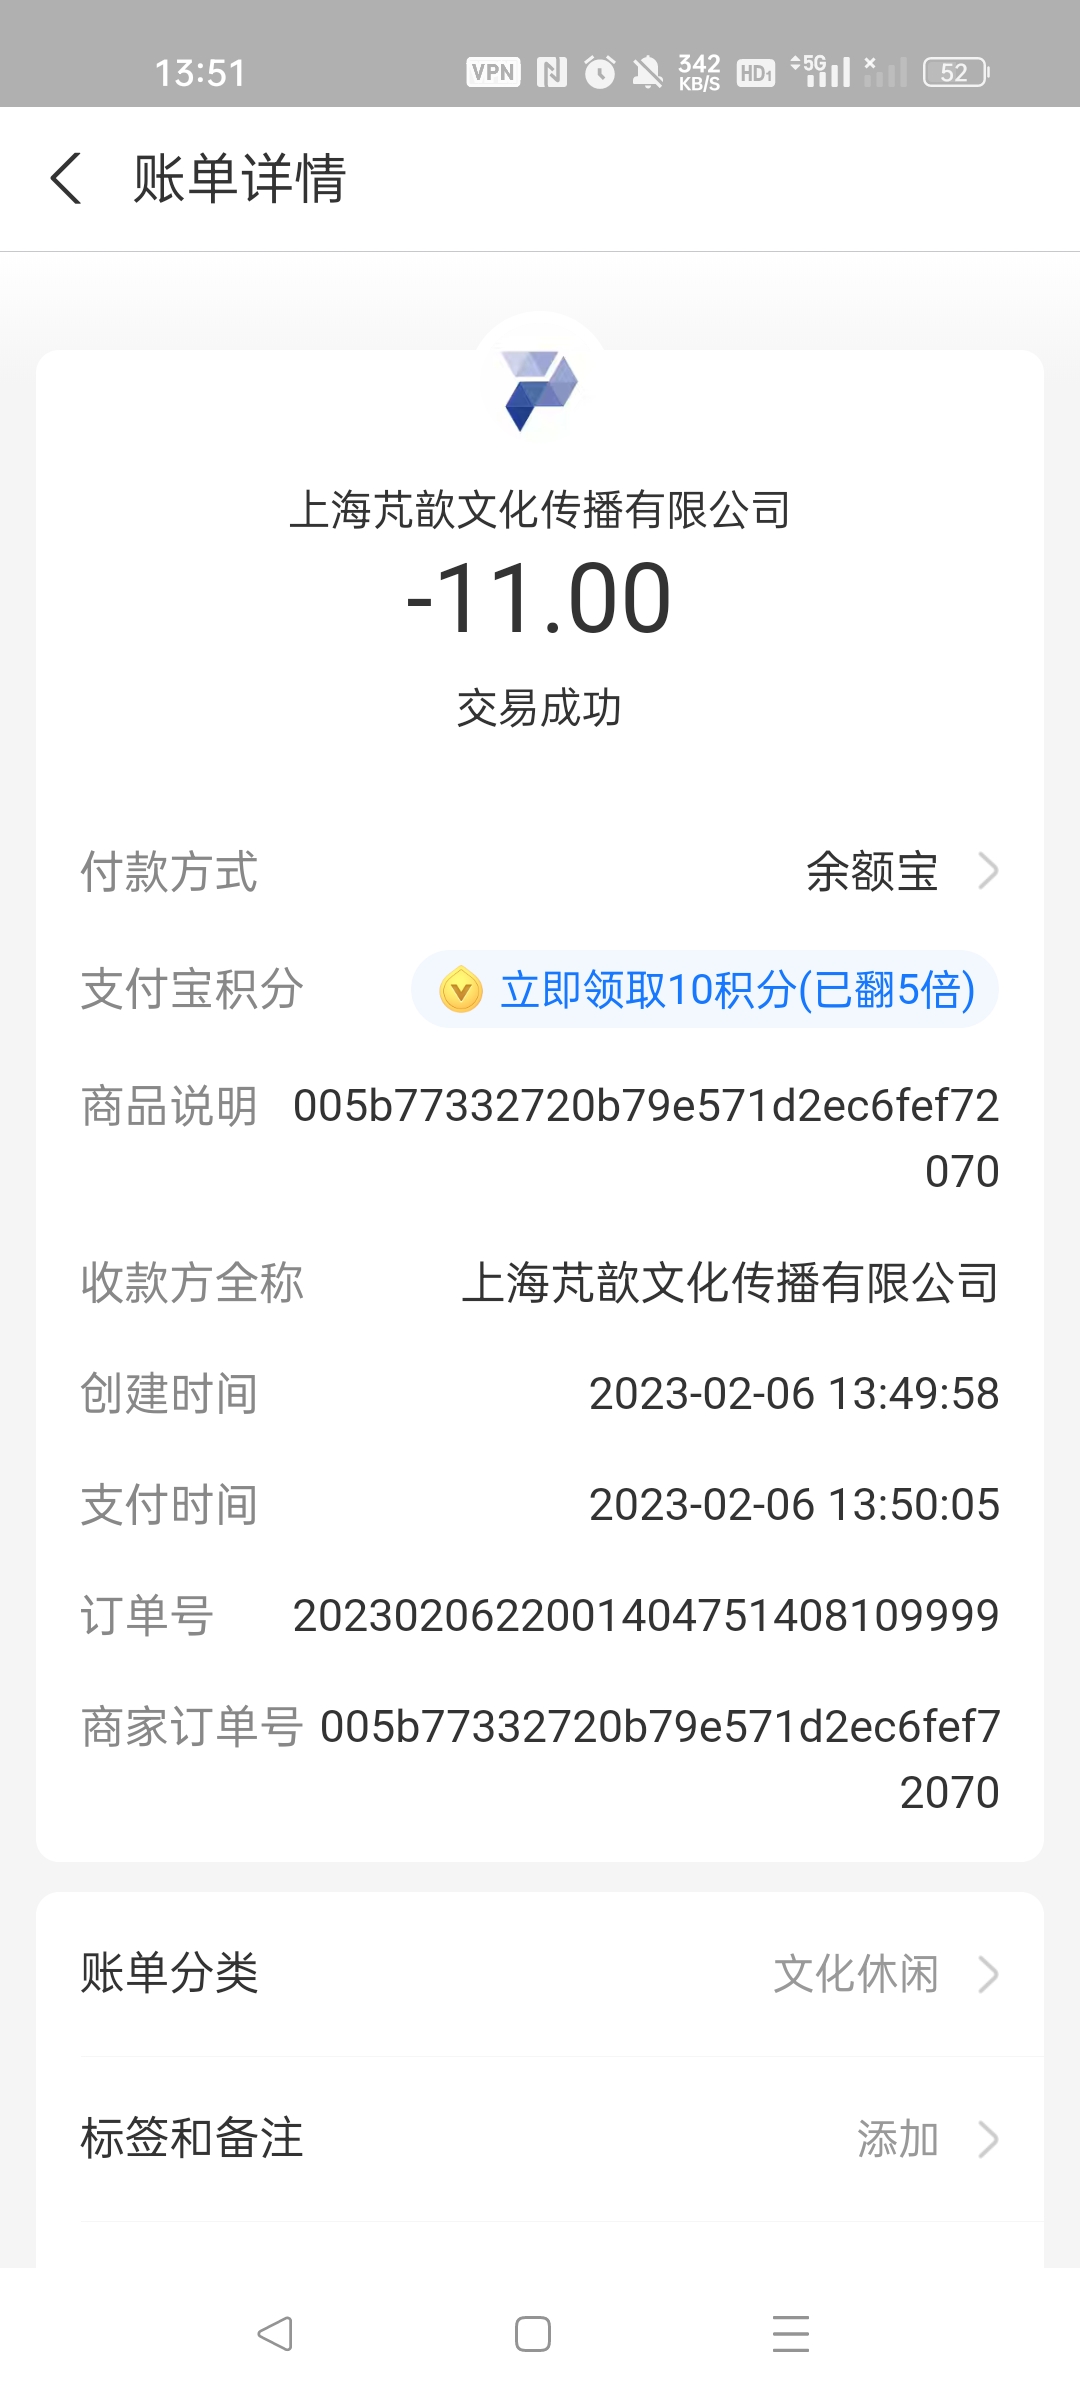 13:51
VPN
342
KB/S
HD1
5G
52
账单详情
上海芃歆文化传播有限公司
-11.00
交易成功
付款方式
余额宝
支付宝积分
立即领取10积分(已翻5倍)
商品说明
005b77332720b79e571d2ec6fef72
070
收款方全称
上海芃歆文化传播有限公司
创建时间
2023-02-06 13:49:58
支付时间
2023-02-06 13:50:05
订单号
2023020622001404751408109999
商家订单号
005b77332720b79e571d2ec6fef7
2070
账单分类
文化休闲
标签和备注
添加